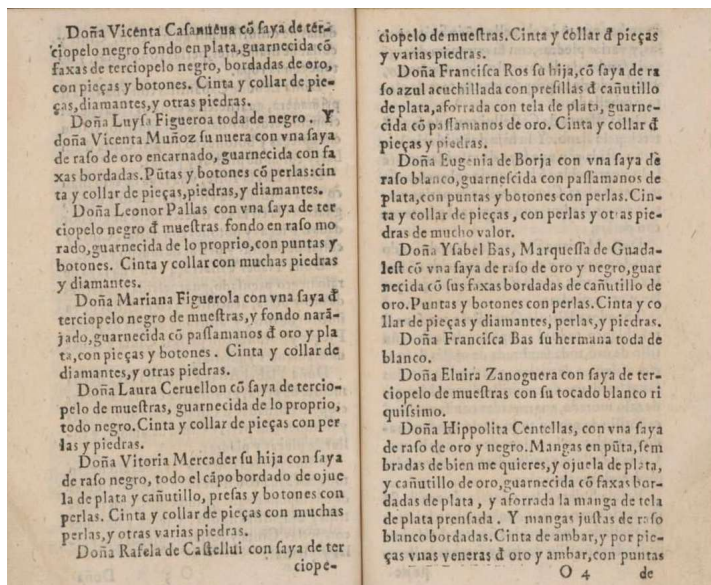 Doña Vicenta Casanueua cõ saya de ter-
ciopelo negro fondo en plata,guarnecida cõ
faxas de terciopelo negro, bordadas de oro,
con pieças y botones. Cinta y collar de pie-
ças,diamantes,y otras piedras.
Doña Luysa Figueroa toda de negro. Y
doña Vicenta Muñoz su nuera con vna saya
de raso de oro encarnado, guarnecida con fa
xas bordadas.Pũtas y botones cõ perlas:cin
ta y collar de pieças,piedras,y diamantes.
Doña Leonor Pallas con vna saya de ter
ciopelo negro đ muestras fondo en raso mo
rado,guarnecida de lo proprio,con puntas y
botones. Cinta y collar con muchas piedras
y diamantes.
Doña Mariana Figuerola con vna saya đ
terciopelo negro de muestras,y fondo narã-
jado,guarnecida cõ passamanos đ oro y pla
ta,con pieças y botones. Cinta y collar de
diamantes,y otras piedras.
Doña Laura Ceruellon cõ saya de tercio-
pelo de muestras, guarnecida de lo proprio,
todo negro.Cinta y collar de pieças con per
las y piedras.
Doña Vitoria Mercader su hija con saya
de raso negro, todo el cãpo bordado de ojue
la de plata y cañutillo, presas y botones con
perlas. Cinta y collar de pieças con muchas
perlas,y otras varias piedras.
Doña Rafela de Castellui con saya de ter
ciope-
ciopelo de muestras.Cinta y collar đ pieças
y varias piedras.
Doña Francisca Ros su hija,cõ saya de ra
so azul acuchillada con presillas đ cañutillo
de plata,aforrada con tela de plata, guarne-
cida cõ passamanos de oro. Cinta y collar đ
pieças y piedras.
Doña Eugenia de Borja con vna saya de
raso blanco,guarnescida con passamanos de
plata,con puntas y botones con perlas.Cin-
ta y collar de pieças, con perlas y otras pie-
dras de mucho valor.
Doña Ysabel Bas, Marquessa de Guada-
lest cõ vna saya de raso de oro y negro,guar
necida cõ sus faxas bordadas de cañutillo de
oro.Puntas y botones con perlas.Cinta y co
llar de pieças y diamantes, perlas,y piedras.
Doña Francisca Bas su hermana toda de
blanco.
Doña Eluira Zanoguera con saya de ter-
ciopelo de muestras con su tocado blanco ri
quissimo.
Doña Hippolita Centellas, con vna saya
de raso de oro y negro.Mangas en pũta,sem
bradas de bien me quieres,y ojuela de plata,
y cañutillo de oro,guarnecida cõ faxas bor-
dadas de plata, y aforrada la manga de tela
de plata prensada. Y mangas justas de raso
blanco bordadas.Cinta de ambar,y por pie-
ças vnas veneras đ oro y ambar,con puntas
O 4 de